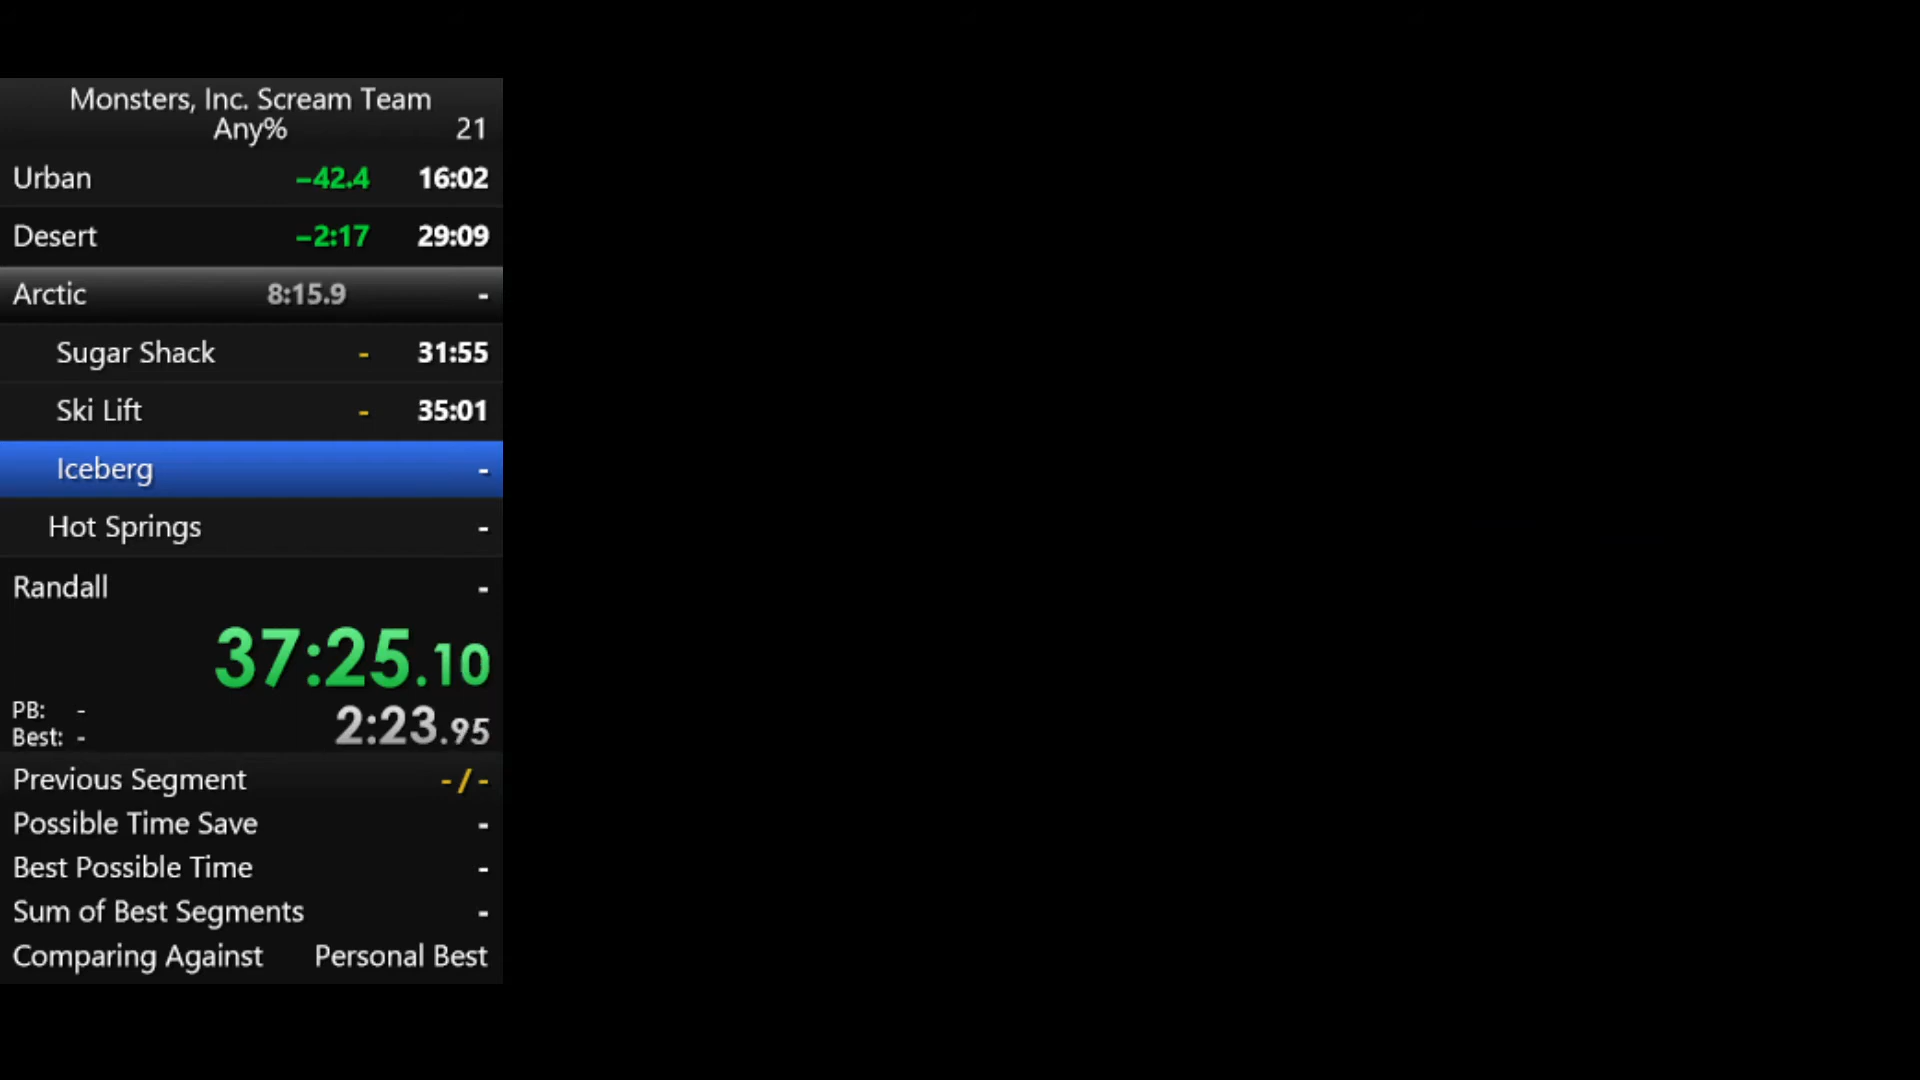 Monsters, Inc. Scream Team
Any% 21
Urban −42.4 16:02
Desert −2:17 29:09
Arctic 8:15.9 -
Sugar Shack - 31:55
Ski Lift - 35:01
Iceberg -
Hot Springs -
Randall -
37:25.10
PB: -
Best: -
2:23.95
Previous Segment - / -
Possible Time Save -
Best Possible Time -
Sum of Best Segments -
Comparing Against Personal Best